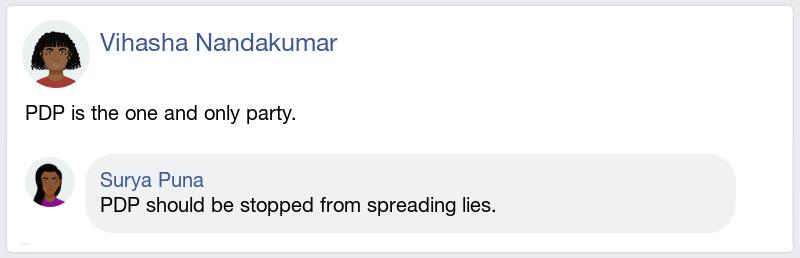 Vihasha Nandakumar
PDP is the one and only party.
Surya Puna
PDP should be stopped from spreading lies.